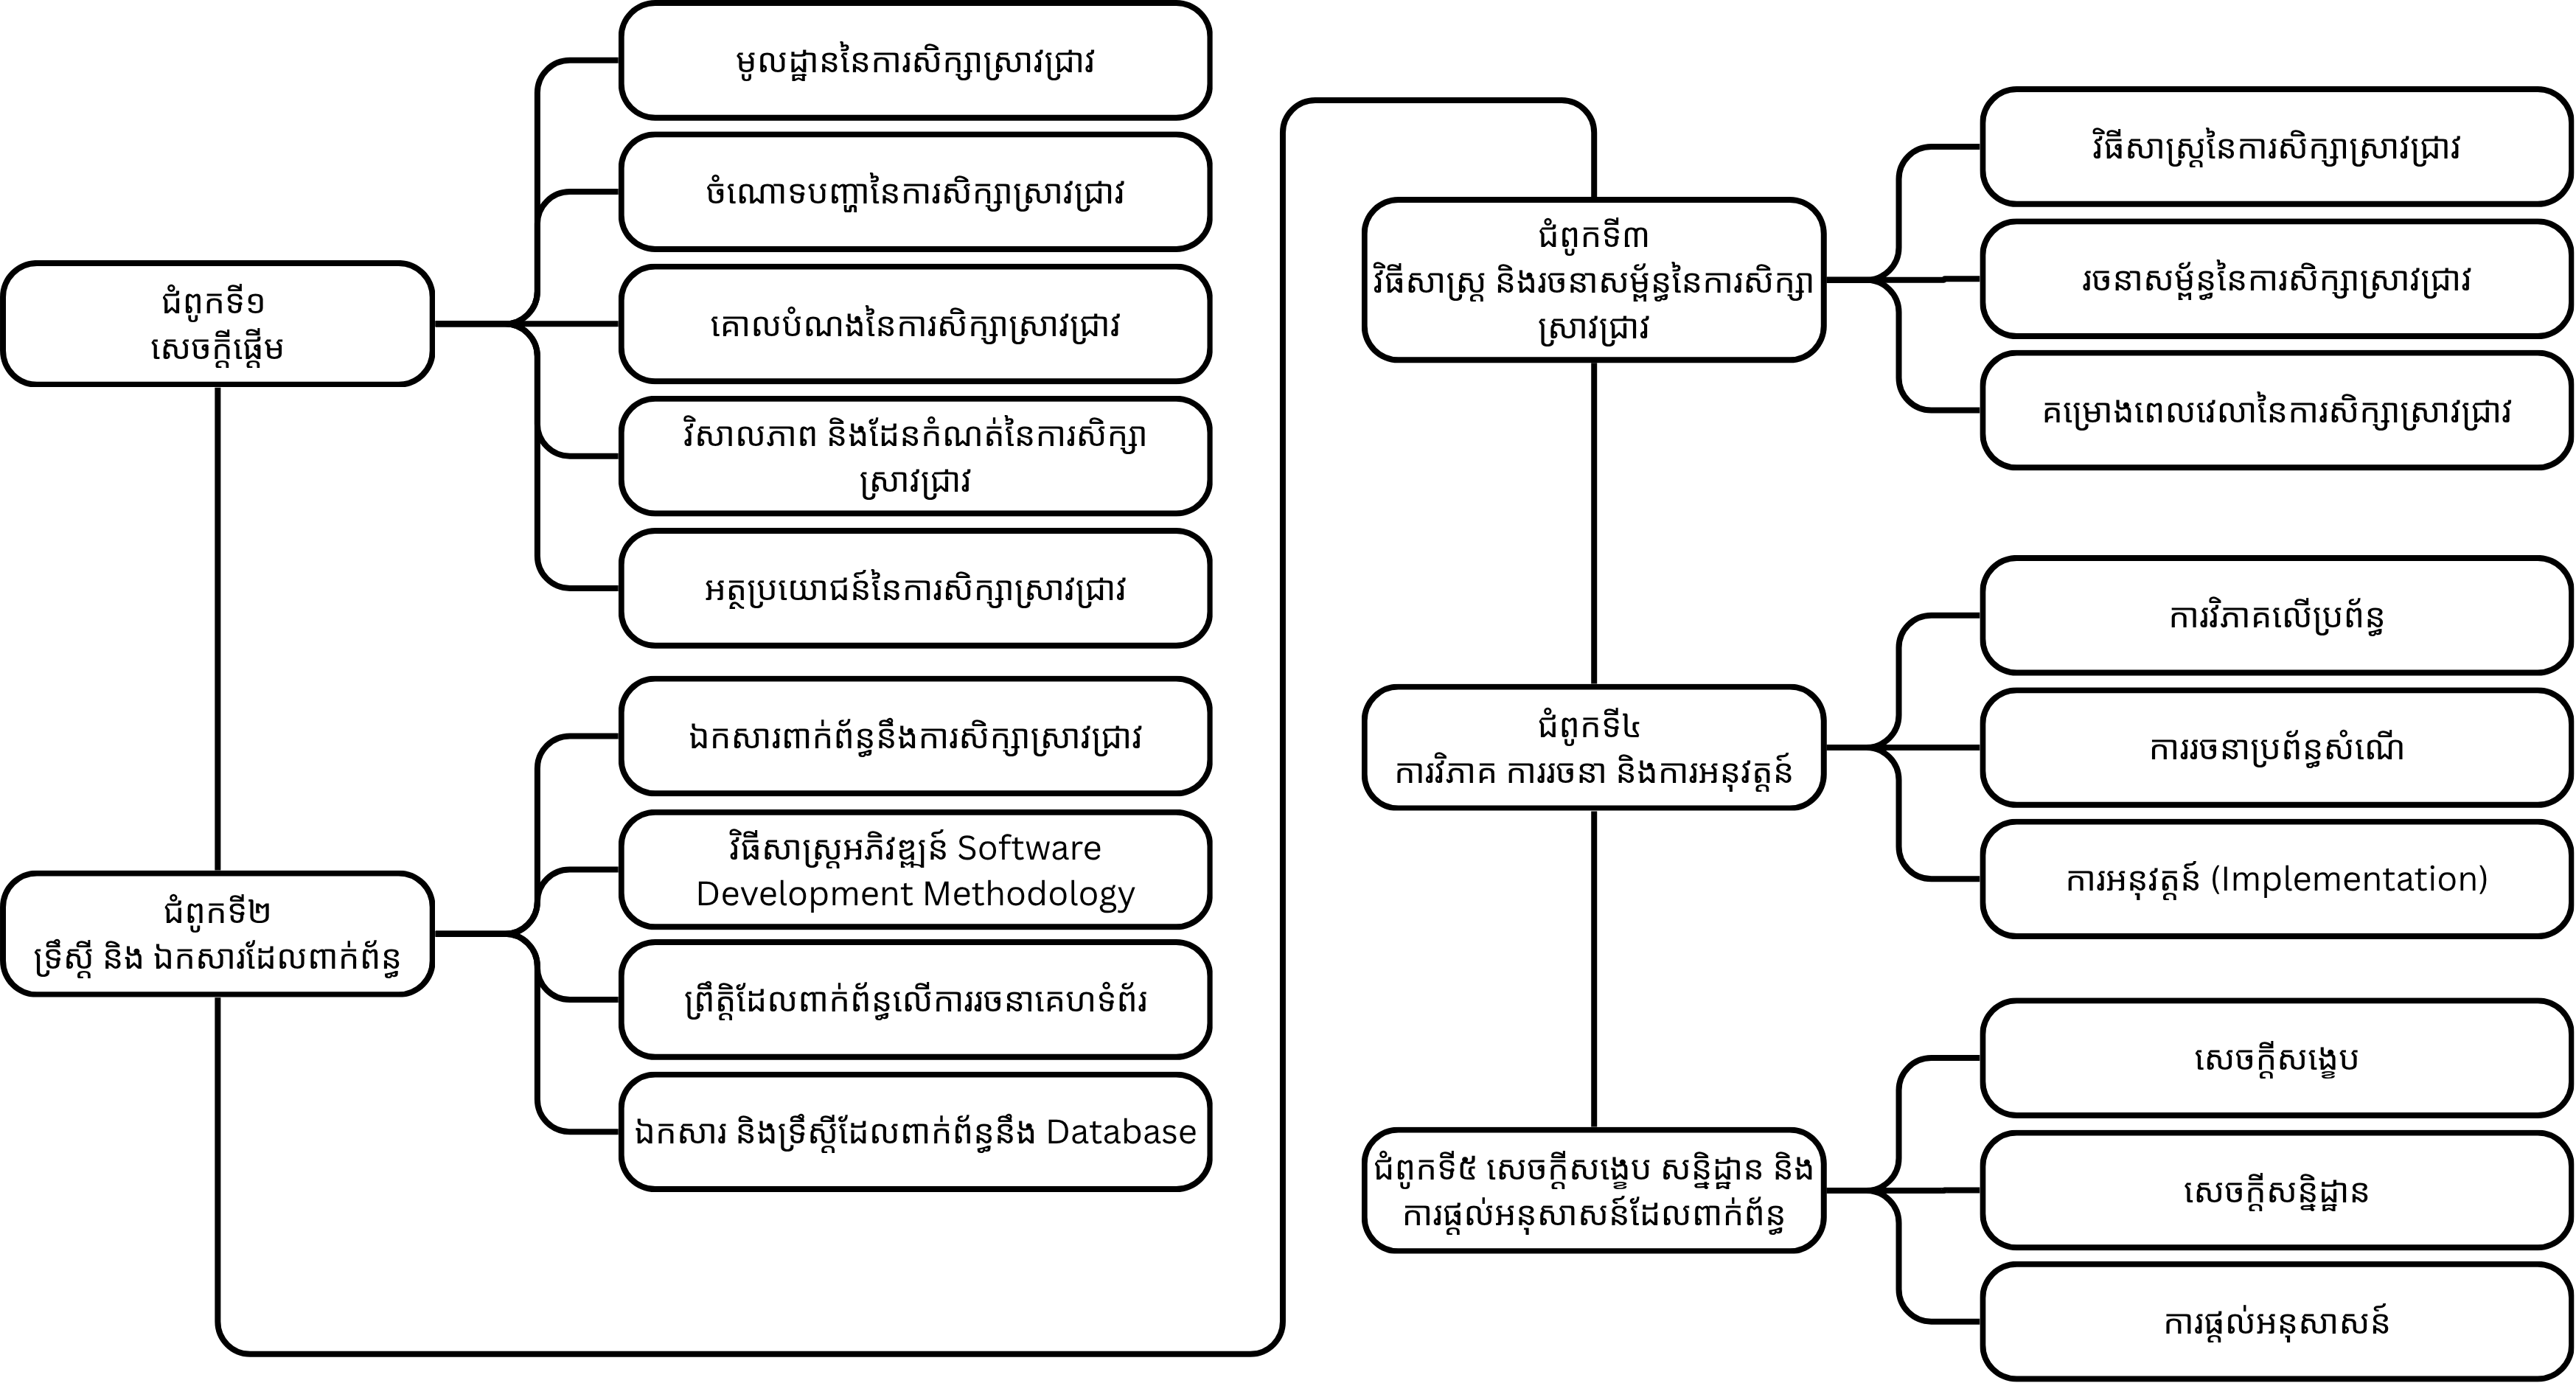 ជំពូកទី១
សេចក្តីផ្តើម
មូលដ្ឋាននៃការសិក្សាស្រាវជ្រាវ
ចំណោទបញ្ហានៃការសិក្សាស្រាវជ្រាវ
គោលបំណងនៃការសិក្សាស្រាវជ្រាវ
វិសាលភាព និងដែនកំណត់នៃការសិក្សា
ស្រាវជ្រាវ
អត្ថប្រយោជន៍នៃការសិក្សាស្រាវជ្រាវ
ជំពូកទី២
ទ្រឹស្តី និង ឯកសារដែលពាក់ព័ន្ធ
ឯកសារពាក់ព័ន្ធនឹងការសិក្សាស្រាវជ្រាវ
វិធីសាស្ត្រអភិវឌ្ឍន៍ Software
Development Methodology
ព្រឹត្តិដែលពាក់ព័ន្ធលើការរចនាគេហទំព័រ
ឯកសារ និងទ្រឹស្តីដែលពាក់ព័ន្ធនឹង Database
ជំពូកទី៣
វិធីសាស្ត្រ និងរចនាសម្ព័ន្ធនៃការសិក្សា
ស្រាវជ្រាវ
វិធីសាស្ត្រនៃការសិក្សាស្រាវជ្រាវ
រចនាសម្ព័ន្ធនៃការសិក្សាស្រាវជ្រាវ
គម្រោងពេលវេលានៃការសិក្សាស្រាវជ្រាវ
ជំពូកទី៤
ការវិភាគ ការរចនា និងការអនុវត្តន៍
ការវិភាគលើប្រព័ន្ធ
ការរចនាប្រព័ន្ធសំណើ
ការអនុវត្តន៍ (Implementation)
ជំពូកទី៥ សេចក្តីសង្ខេប សន្និដ្ឋាន និង
ការផ្តល់អនុសាសន៍ដែលពាក់ព័ន្ធ
សេចក្តីសង្ខេប
សេចក្តីសន្និដ្ឋាន
ការផ្តល់អនុសាសន៍